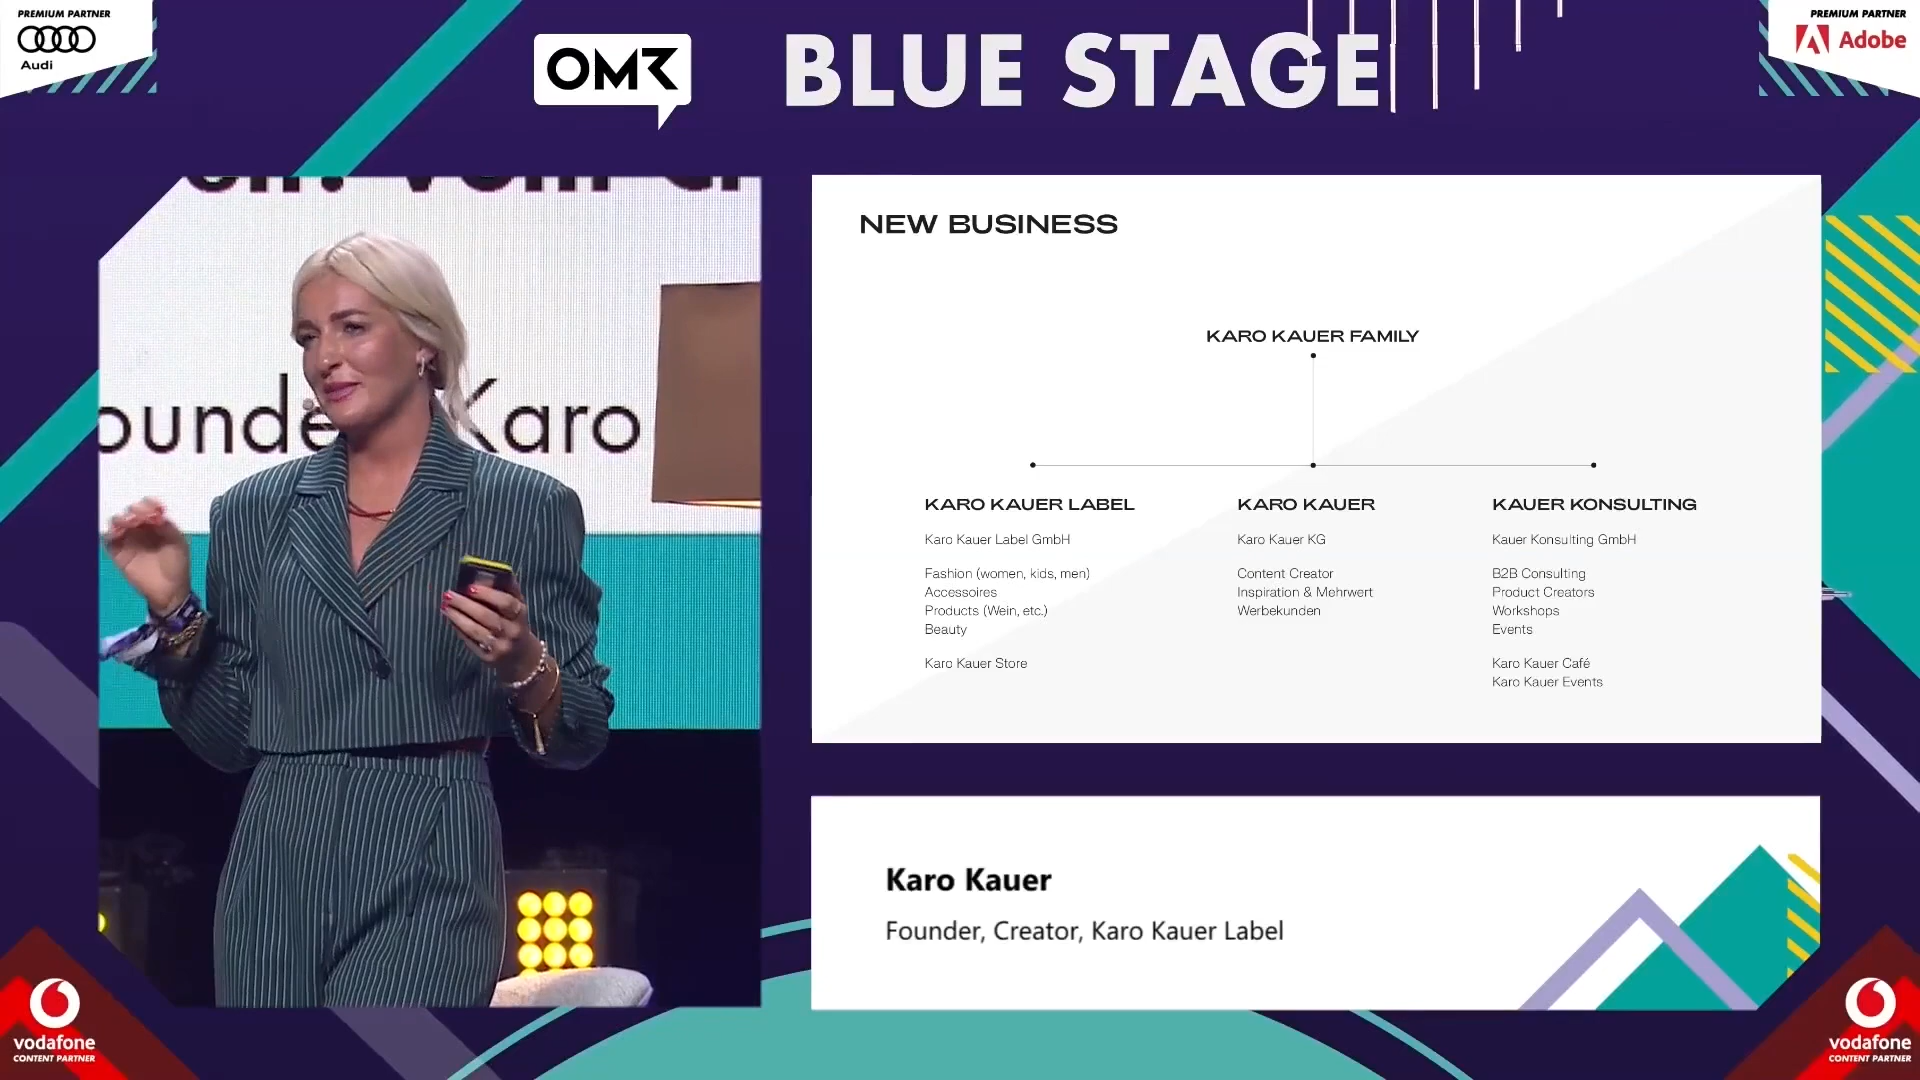 PREMIUM PARTNER
Audi
OMR
BLUE STAGE
PREMIUM PARTNER
Adobe
Karo
NEW BUSINESS
KARO KAUER FAMILY
KARO KAUER LABEL
Karo Kauer Label GmbH
Fashion (women, kids, men)
Accessoires
Products (Wein, etc.)
Beauty
Karo Kauer Store
KARO KAUER
Karo Kauer KG
Content Creator
Inspiration & Mehrwert
Werbekunden
KAUER KONSULTING
Kauer Konsulting GmbH
B2B Consulting
Product Creators
Workshops
Events
Karo Kauer Café
Karo Kauer Events
Karo Kauer
Founder, Creator, Karo Kauer Label
vodafone
CONTENT PARTNER
vodafone
CONTENT PARTNER